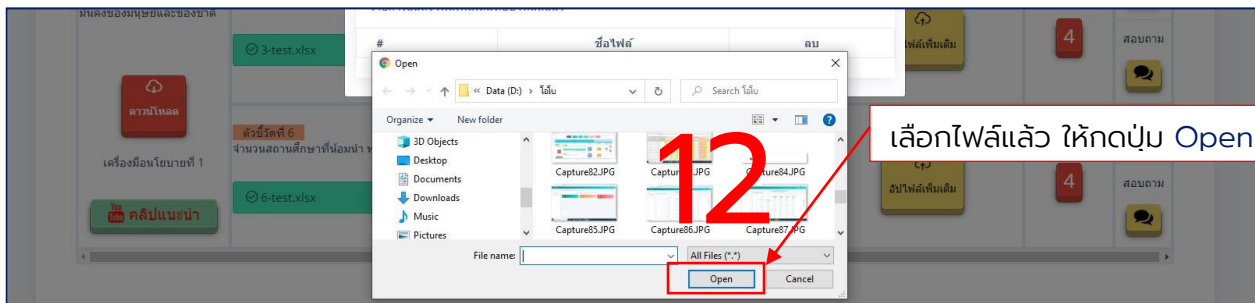 มั่นคงของมนุษย์และของชาติ
3-test.xlsx
# ชื่อไฟล์ ลบ
ไฟล์เพิ่มเติม
4
สอบถาม
Open
« Data (D:) › โอ๋เ้บ
Search โอ๋เ้บ
ดาวน์โหลด
Organize New folder
12
ตัวชี้วัดที่ 6
จำนวนสถานศึกษาที่น้อมนำ พ
3D Objects
Desktop
Documents
Downloads
Music
Pictures
Capture82.JPG Captu .JPG ture84.JPG
Capture85.JPG Capture86.JPG Capture87.JPG
เลือกไฟล์แล้ว ให้กดปุ่ม Open
เครื่องมือนโยบายที่ 1
6-test.xlsx
อัปไฟล์เพิ่มเติม
4
สอบถาม
You Tube คลิปแนะนำ
File name: All Files (*.*)
Open Cancel